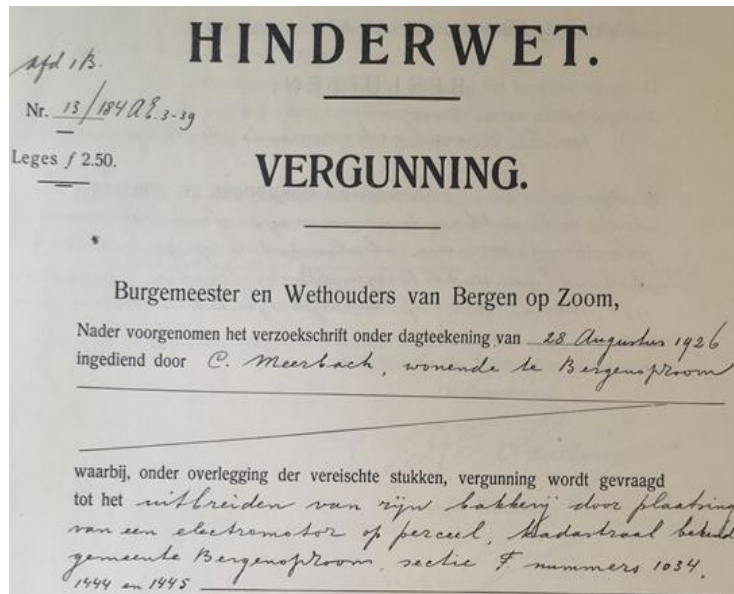 HINDERWET.
Afd 1B.
Nr. 13/184 A.E. 3-39
Leges f 2.50.
VERGUNNING.
Burgemeester en Wethouders van Bergen op Zoom,
Nader voorgenomen het verzoekschrift onder dagteekening van 28 Augustus 1926
ingediend door C. Meerbach, wonende te Bergenopzoom
waarbij, onder overlegging der vereischte stukken, vergunning wordt gevraagd
tot het uitbreiden van zijn bakkerij door plaatsing
van een electromotor op perceel, kadastraal bekend
gemeente Bergenopzoom, sectie F. nummers 1034,
1444 en 1445